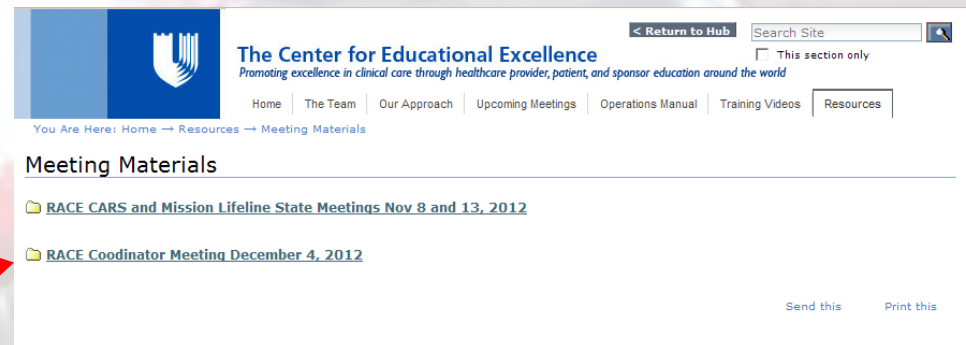 < Return to Hub
Search Site
This section only
The Center for Educational Excellence
Promoting excellence in clinical care through healthcare provider, patient, and sponsor education around the world
Home The Team Our Approach Upcoming Meetings Operations Manual Training Videos Resources
You Are Here: Home → Resources → Meeting Materials
Meeting Materials
RACE CARS and Mission Lifeline State Meetings Nov 8 and 13, 2012
RACE Coodinator Meeting December 4, 2012
Send this Print this